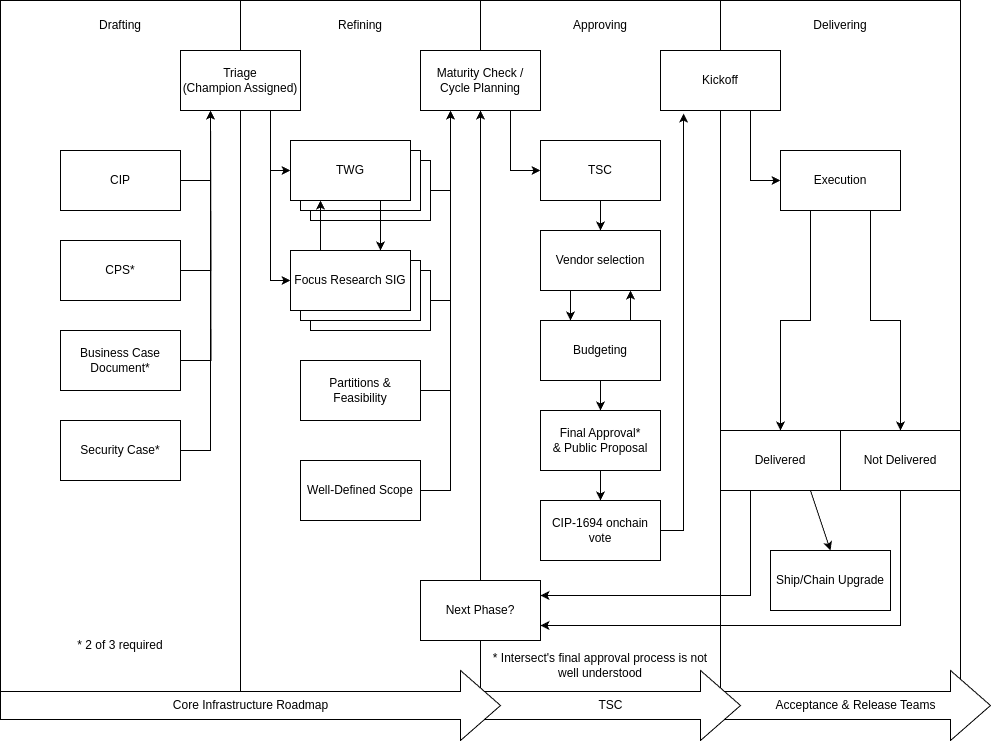 Drafting
Refining
Approving
Delivering
Triage
(Champion Assigned)
Maturity Check /
Cycle Planning
Kickoff
CIP
TWG
TSC
Execution
CPS*
Focus Research SIG
Vendor selection
Business Case
Document*
Partitions &
Feasibility
Budgeting
Security Case*
Well-Defined Scope
Final Approval*
& Public Proposal
Delivered
Not Delivered
CIP-1694 onchain
vote
Next Phase?
Ship/Chain Upgrade
* 2 of 3 required
* Intersect's final approval process is not
well understood
Core Infrastructure Roadmap
TSC
Acceptance & Release Teams